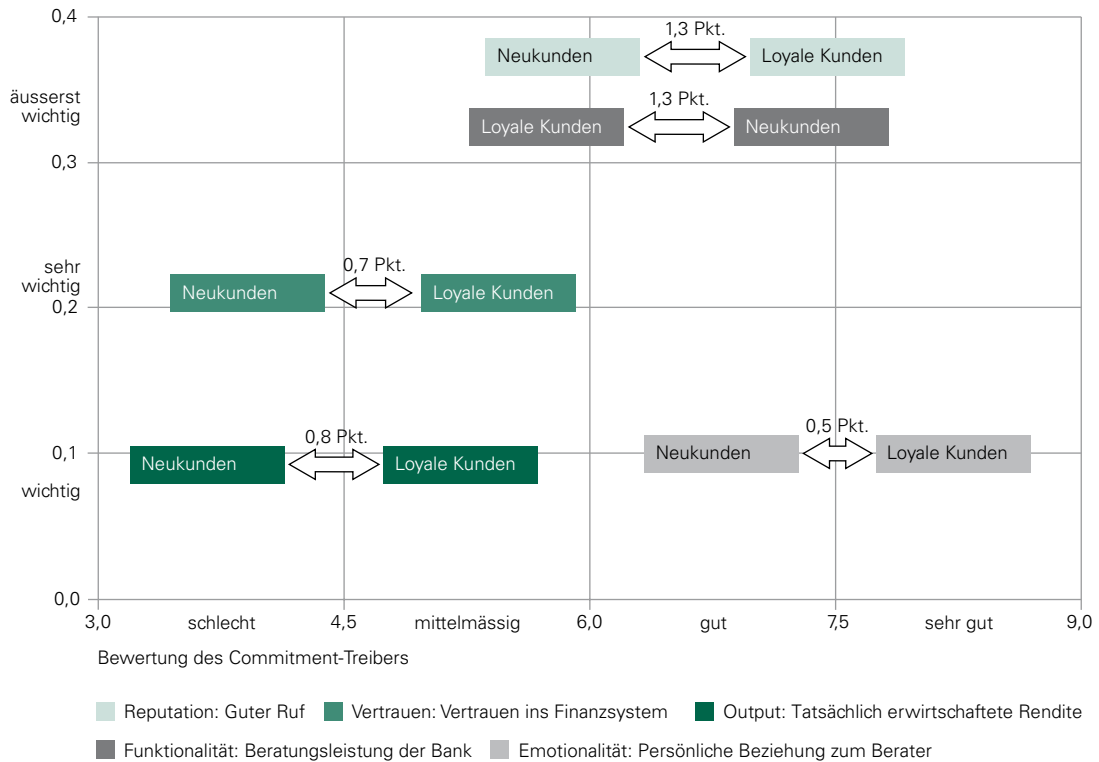 0,4
1,3 Pkt.
Neukunden Loyale Kunden
äusserst
wichtig
1,3 Pkt.
Loyale Kunden Neukunden
0,3
sehr
wichtig
0,7 Pkt.
Neukunden Loyale Kunden
0,2
0,8 Pkt.
0,5 Pkt.
0,1
Neukunden Loyale Kunden
Neukunden Loyale Kunden
wichtig
0,0
3,0 schlecht 4,5 mittelmässig 6,0 gut 7,5 sehr gut 9,0
Bewertung des Commitment-Treibers
Reputation: Guter Ruf Vertrauen: Vertrauen ins Finanzsystem Output: Tatsächlich erwirtschaftete Rendite
Funktionalität: Beratungsleistung der Bank Emotionalität: Persönliche Beziehung zum Berater